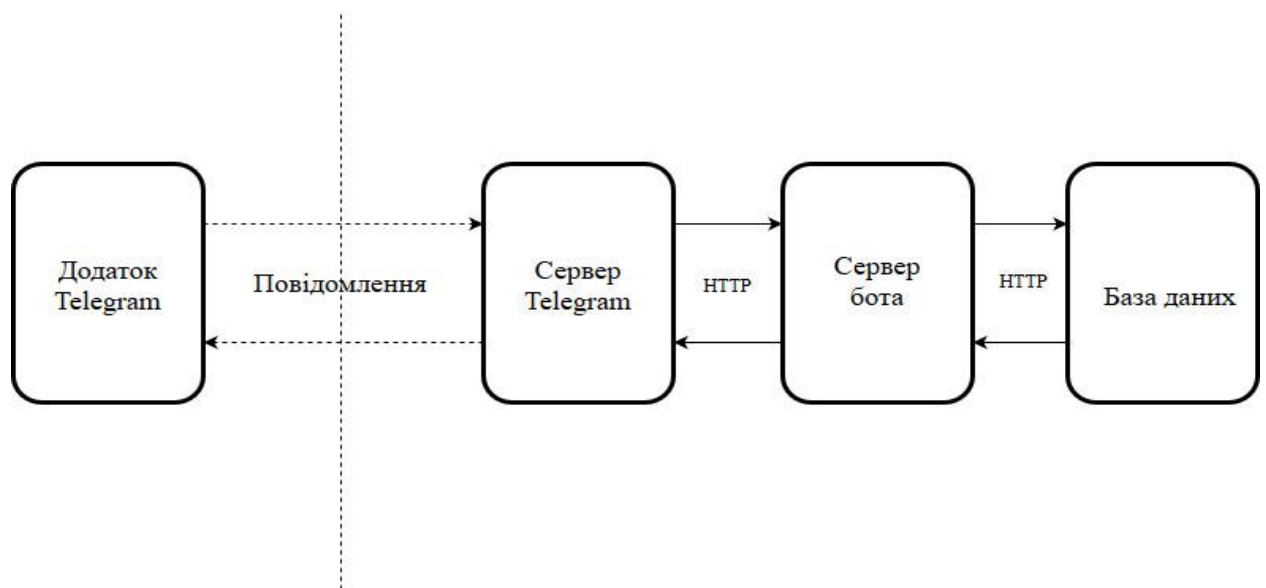 Додаток
Telegram
Повідомлення
Сервер
Telegram
HTTP
Сервер
бота
HTTP
База даних